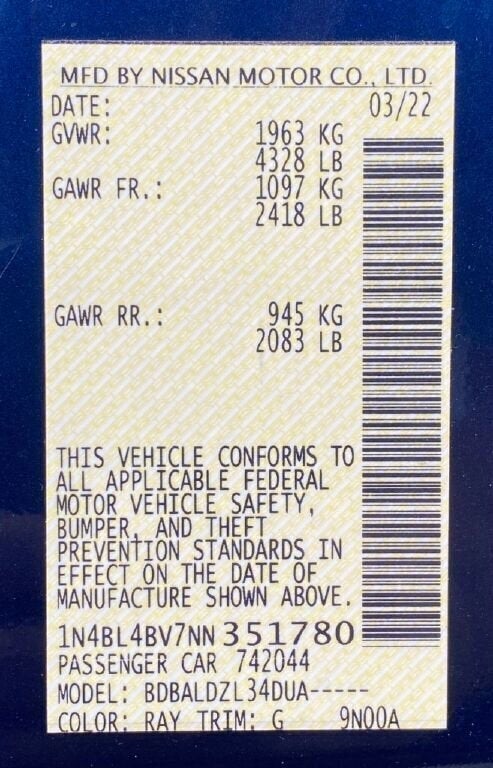 MFD BY NISSAN MOTOR CO., LTD.
DATE: 03/22
GVWR: 1963 KG
4328 LB
GAWR FR.: 1097 KG
2418 LB
GAWR RR.: 945 KG
2083 LB
THIS VEHICLE CONFORMS TO
ALL APPLICABLE FEDERAL
MOTOR VEHICLE SAFETY,
BUMPER, AND THEFT
PREVENTION STANDARDS IN
EFFECT ON THE DATE OF
MANUFACTURE SHOWN ABOVE.
1N4BL4BV7NN351780
PASSENGER CAR 742044
MODEL: BDBALDZL34DUA-----
COLOR: RAY TRIM: G 9N00A